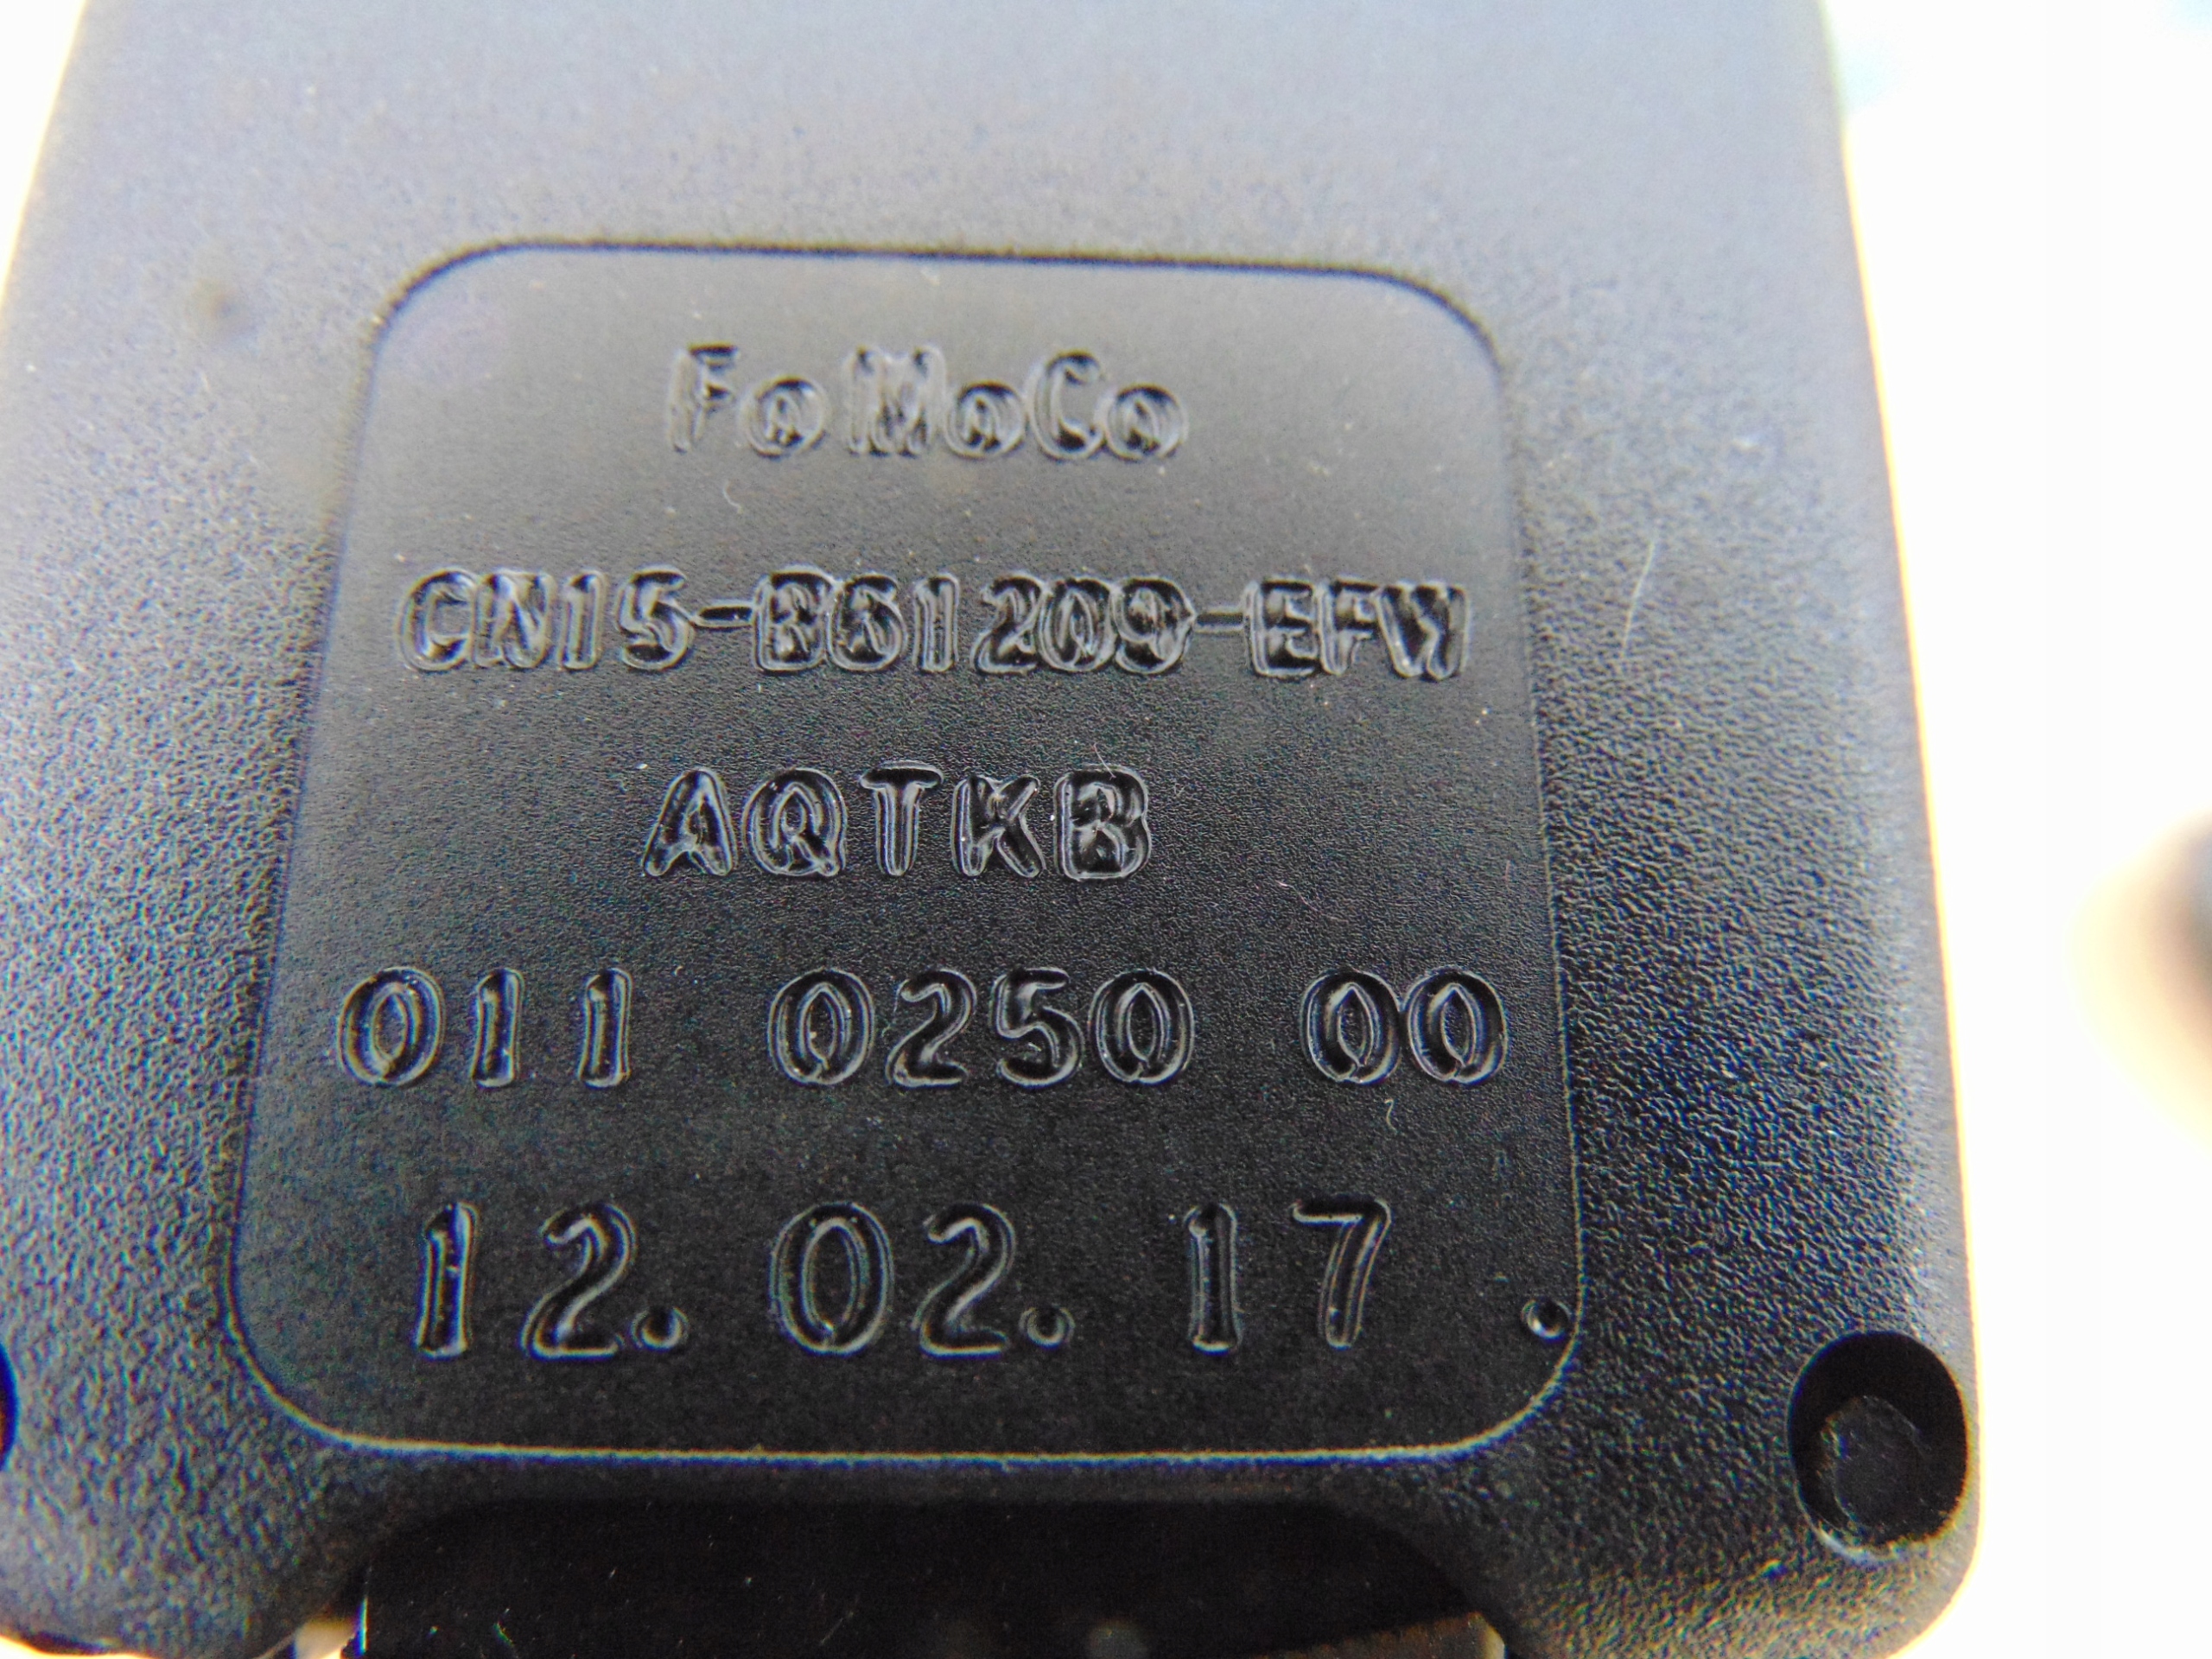 FoMoCo
CN15-B61209-EFW
AQTKB
011 0250 00
12.02.17